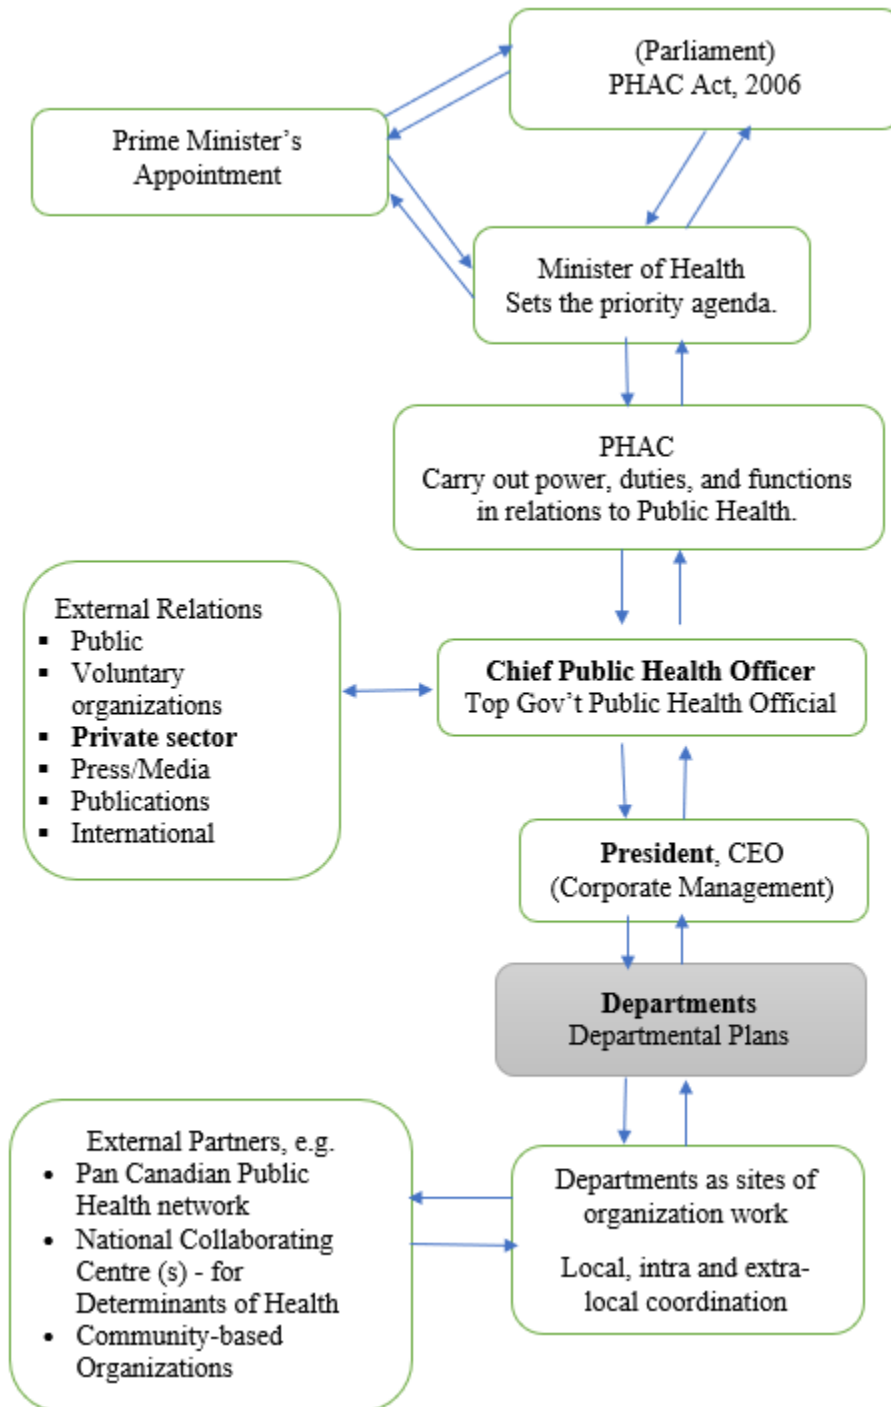 (Parliament)
PHAC Act, 2006
Prime Minister’s
Appointment
Minister of Health
Sets the priority agenda.
PHAC
Carry out power, duties, and functions
in relations to Public Health.
External Relations
▪ Public
▪ Voluntary
organizations
▪ Private sector
▪ Press/Media
▪ Publications
▪ International
Chief Public Health Officer
Top Gov’t Public Health Official
President, CEO
(Corporate Management)
Departments
Departmental Plans
External Partners, e.g.
• Pan Canadian Public
Health network
• National Collaborating
Centre (s) - for
Determinants of Health
• Community-based
Organizations
Departments as sites of
organization work
Local, intra and extra-
local coordination